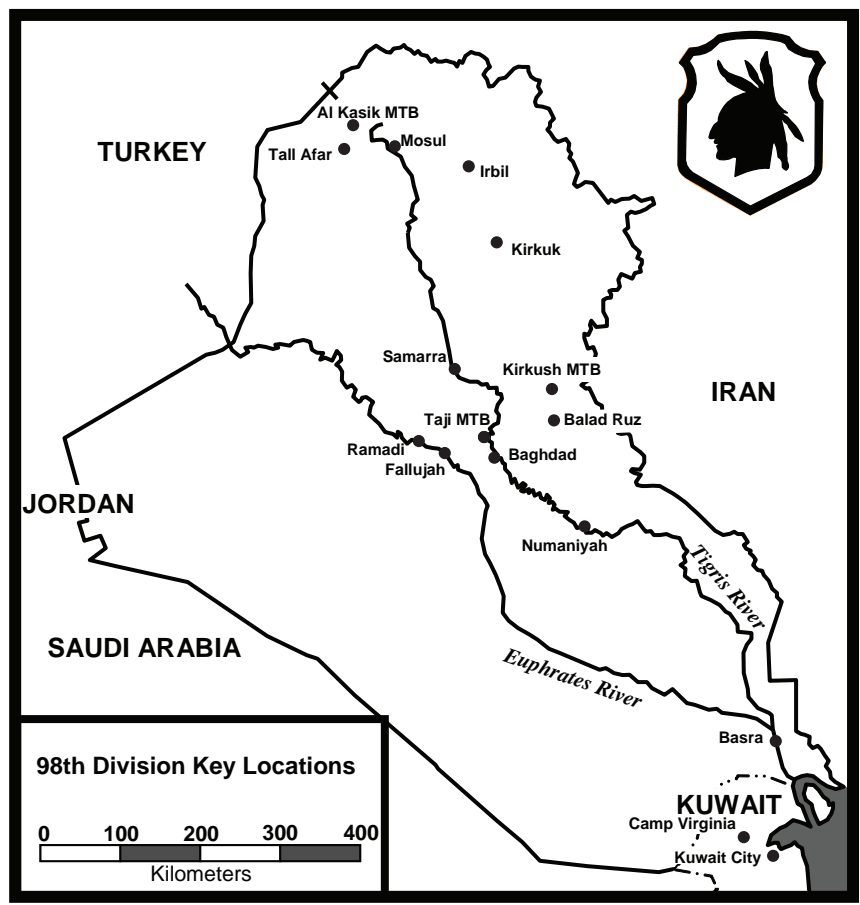 Al Kasik MTB
TURKEY
Mosul
Tall Afar
Irbil
Kirkuk
Samarra
Kirkush MTB
IRAN
Taji MTB
Balad Ruz
Ramadi
Baghdad
Fallujah
JORDAN
Numaniyah
Tigris River
SAUDI ARABIA
Euphrates River
Basra
98th Division Key Locations
KUWAIT
Camp Virginia
0 100 200 300 400
Kuwait City
Kilometers